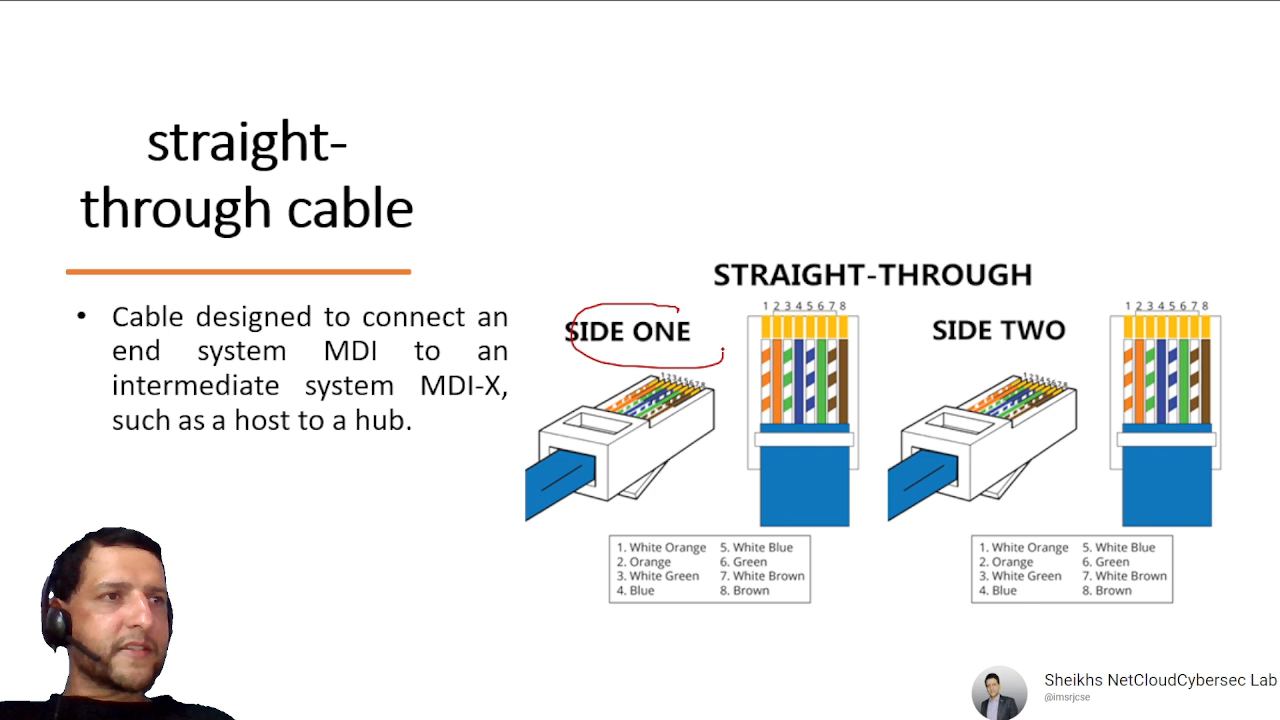 straight-
through cable
• Cable designed to connect an
end system MDI to an
intermediate system MDI-X,
such as a host to a hub.
STRAIGHT-THROUGH
SIDE ONE
1 2 3 4 5 6 7 8
12345678
1. White Orange 5. White Blue
2. Orange 6. Green
3. White Green 7. White Brown
4. Blue 8. Brown
SIDE TWO
1 2 3 4 5 6 7 8
12345678
1. White Orange 5. White Blue
2. Orange 6. Green
3. White Green 7. White Brown
4. Blue 8. Brown
Sheikhs NetCloudCybersec Lab
@imsrjcse